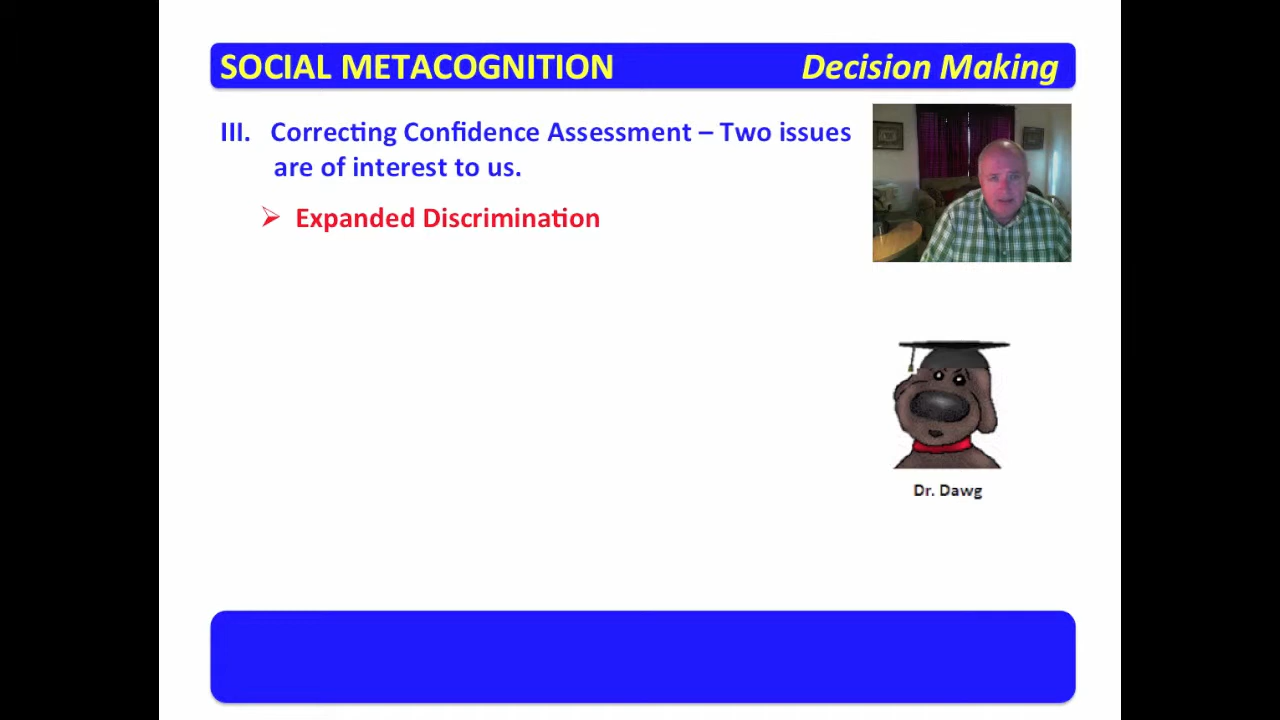 SOCIAL METACOGNITION Decision Making
III. Correcting Confidence Assessment – Two issues
are of interest to us.
➢ Expanded Discrimination
Dr. Dawg